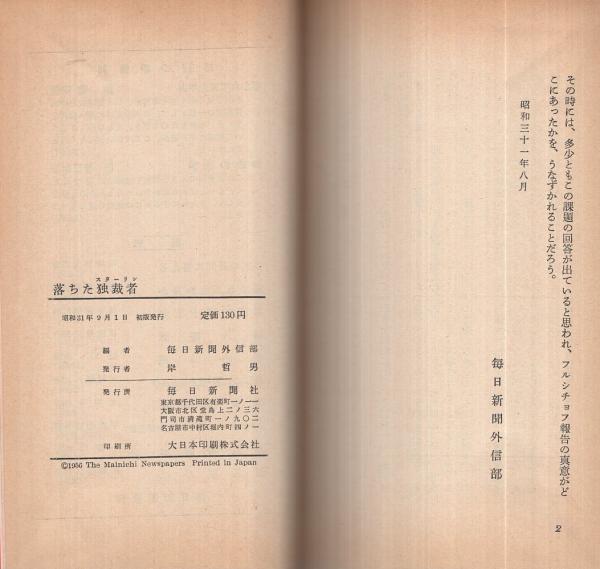 その時には、多少ともこの課題の回答が出ていると思われ、フルシチョフ報告の真意がど
こにあったかを、うなずかれることだろう。
昭和三十一年八月
毎日新聞外信部
2
スターリン
落ちた独裁者
昭和31年9月1日 初版発行 定価130円
編者 毎日新聞外信部
発行者 岸哲男
発行所 毎日新聞社
東京都千代田区有楽町一ノ一一
大阪市北区堂島上二ノ三六
門司市清滝町一ノ九〇二
名古屋市中村区堀内町四ノ一
印刷所 大日本印刷株式会社
©1956 The Mainichi Newspapers Printed in Japan